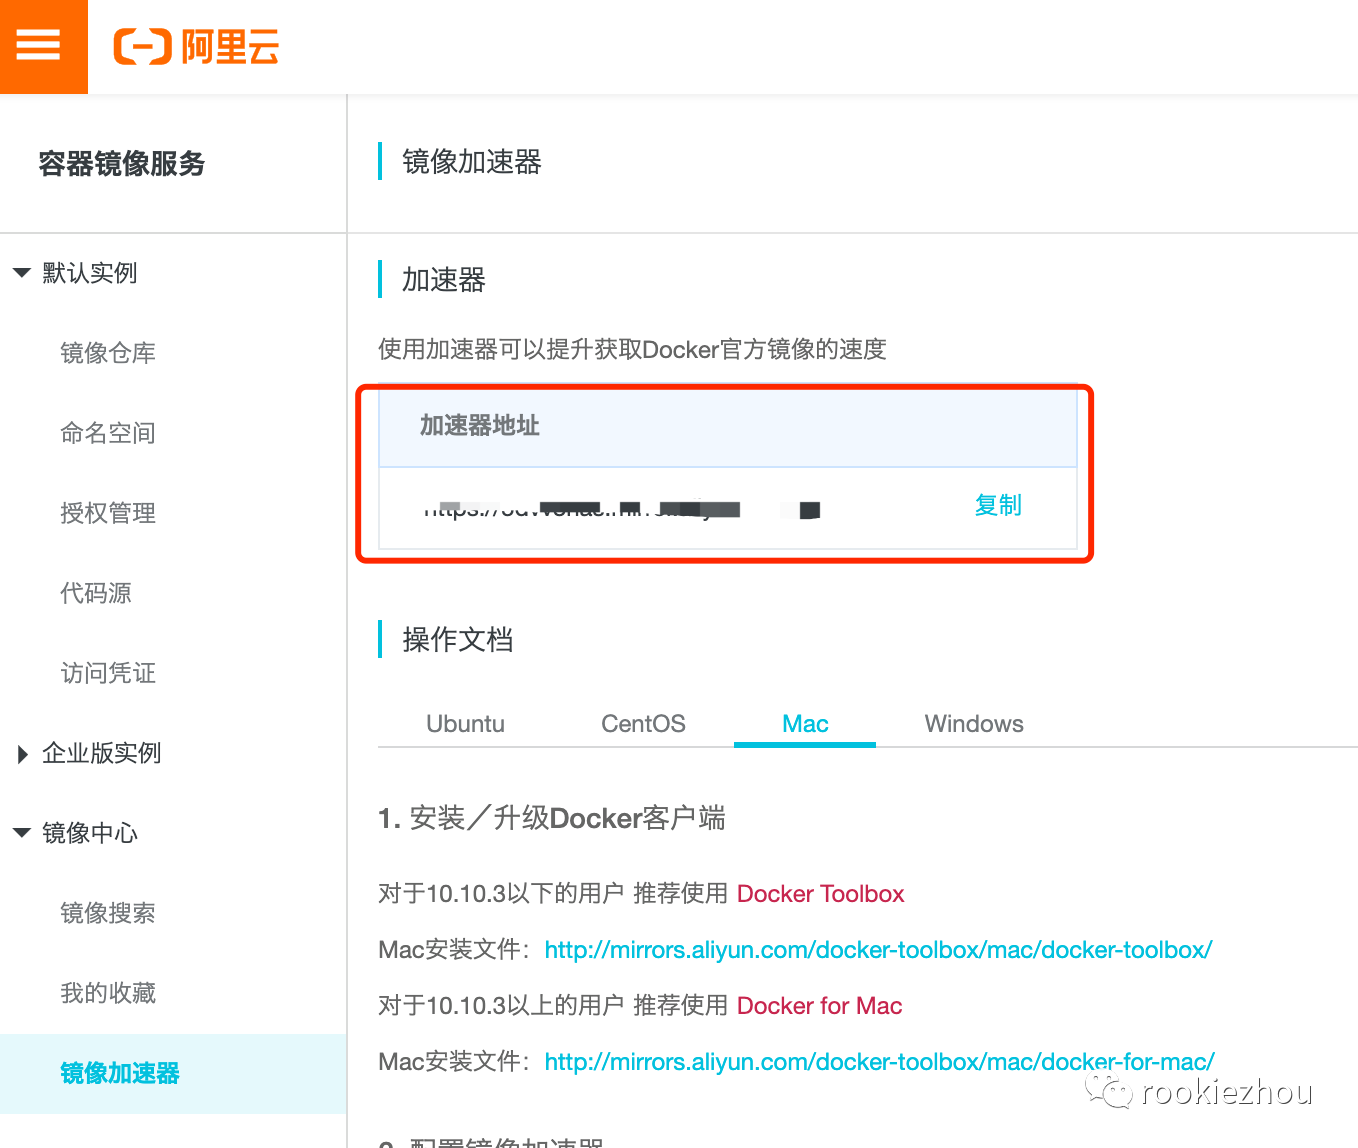 阿里云
容器镜像服务
镜像加速器
默认实例
镜像仓库
命名空间
授权管理
代码源
访问凭证
企业版实例
镜像中心
镜像搜索
我的收藏
镜像加速器
加速器
使用加速器可以提升获取Docker官方镜像的速度
加速器地址
复制
操作文档
Ubuntu CentOS Mac Windows
1. 安装／升级Docker客户端
对于10.10.3以下的用户 推荐使用 Docker Toolbox
Mac安装文件：http://mirrors.aliyun.com/docker-toolbox/mac/docker-toolbox/
对于10.10.3以上的用户 推荐使用 Docker for Mac
Mac安装文件：http://mirrors.aliyun.com/docker-toolbox/mac/docker-for-mac/
rookiezhou
2. 配置镜像加速器